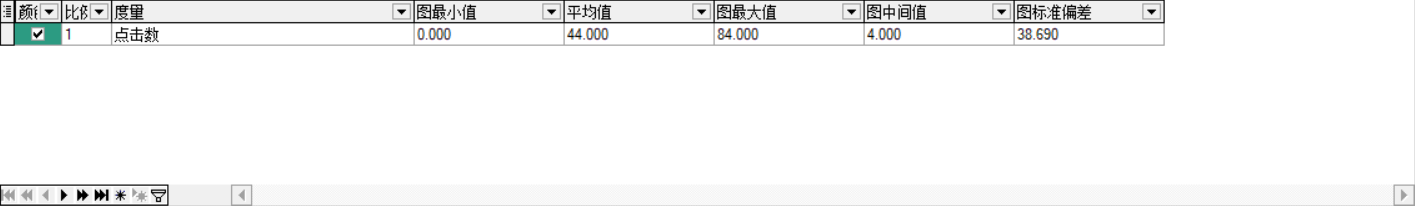 颜 比例 度量 图最小值 平均值 图最大值 图中间值 图标准偏差
1 点击数 0.000 44.000 84.000 4.000 38.690